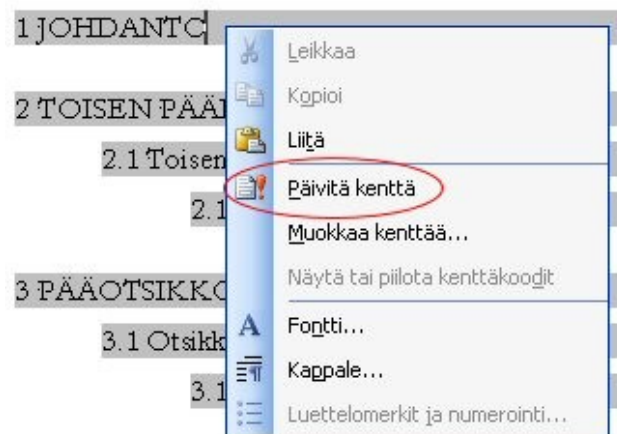 1 JOHDANTO
2 TOISEN
2.1 Toisen
2.1
3 PÄÄOTSIKKO
3.1 Otsikk
3.1
Leikkaa
Kopioi
Liitä
Päivitä kenttä
Muokkaa kenttää...
Näytä tai piilota kenttäkoodit
Fontti...
Kappale...
Luettelomerkit ja numerointi...